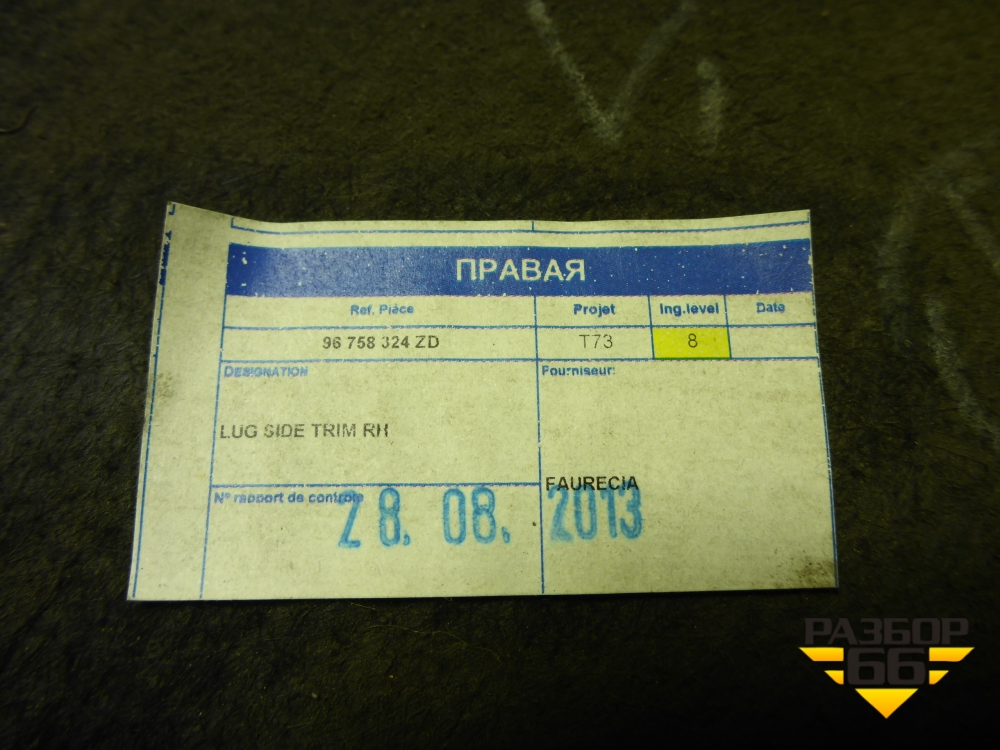 ПРАВАЯ
Ref. Pièce Projet Ing.level Date
96 758 324 ZD T73 8
DESIGNATION Fourniseur:
LUG SIDE TRIM RH
FAURECIA
N° rapport de controle
28. 08. 2013
РАЗБОР
66